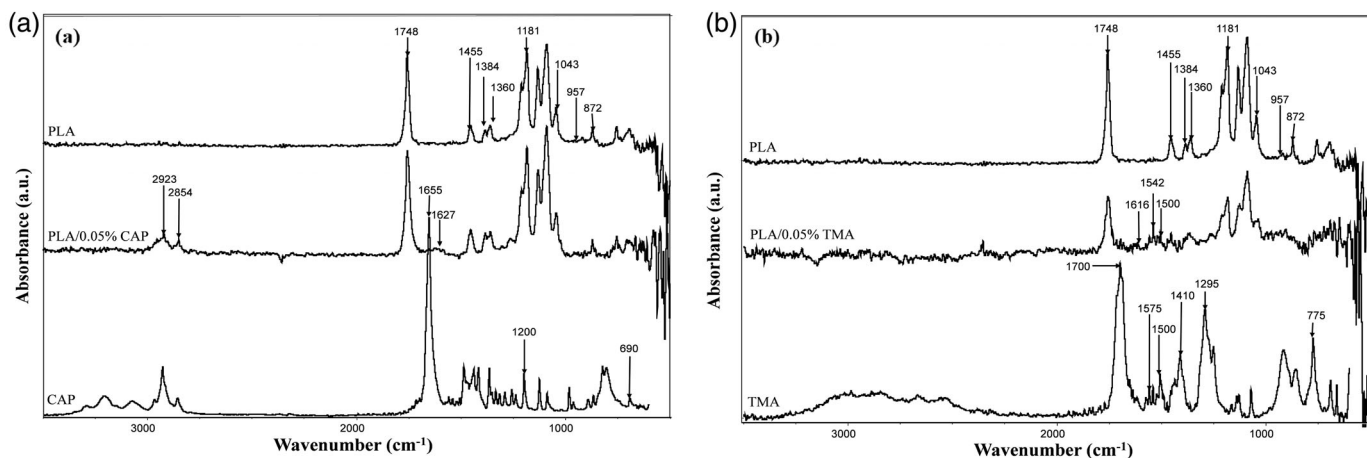 (a)
(a)
1748
1181
1455
1384
1360
1043
957
872
PLA
2923
2854
1655
1627
PLA/0.05% CAP
1200
690
CAP
Absorbance (a.u.)
3000 2000 1000
Wavenumber (cm⁻¹)
(b)
(b)
1748
1181
1455
1384
1360
1043
957
872
PLA
1542
1616
1500
PLA/0.05% TMA
1700
1575
1500
1410
1295
775
TMA
Absorbance (a.u.)
3000 2000 1000
Wavenumber (cm⁻¹)